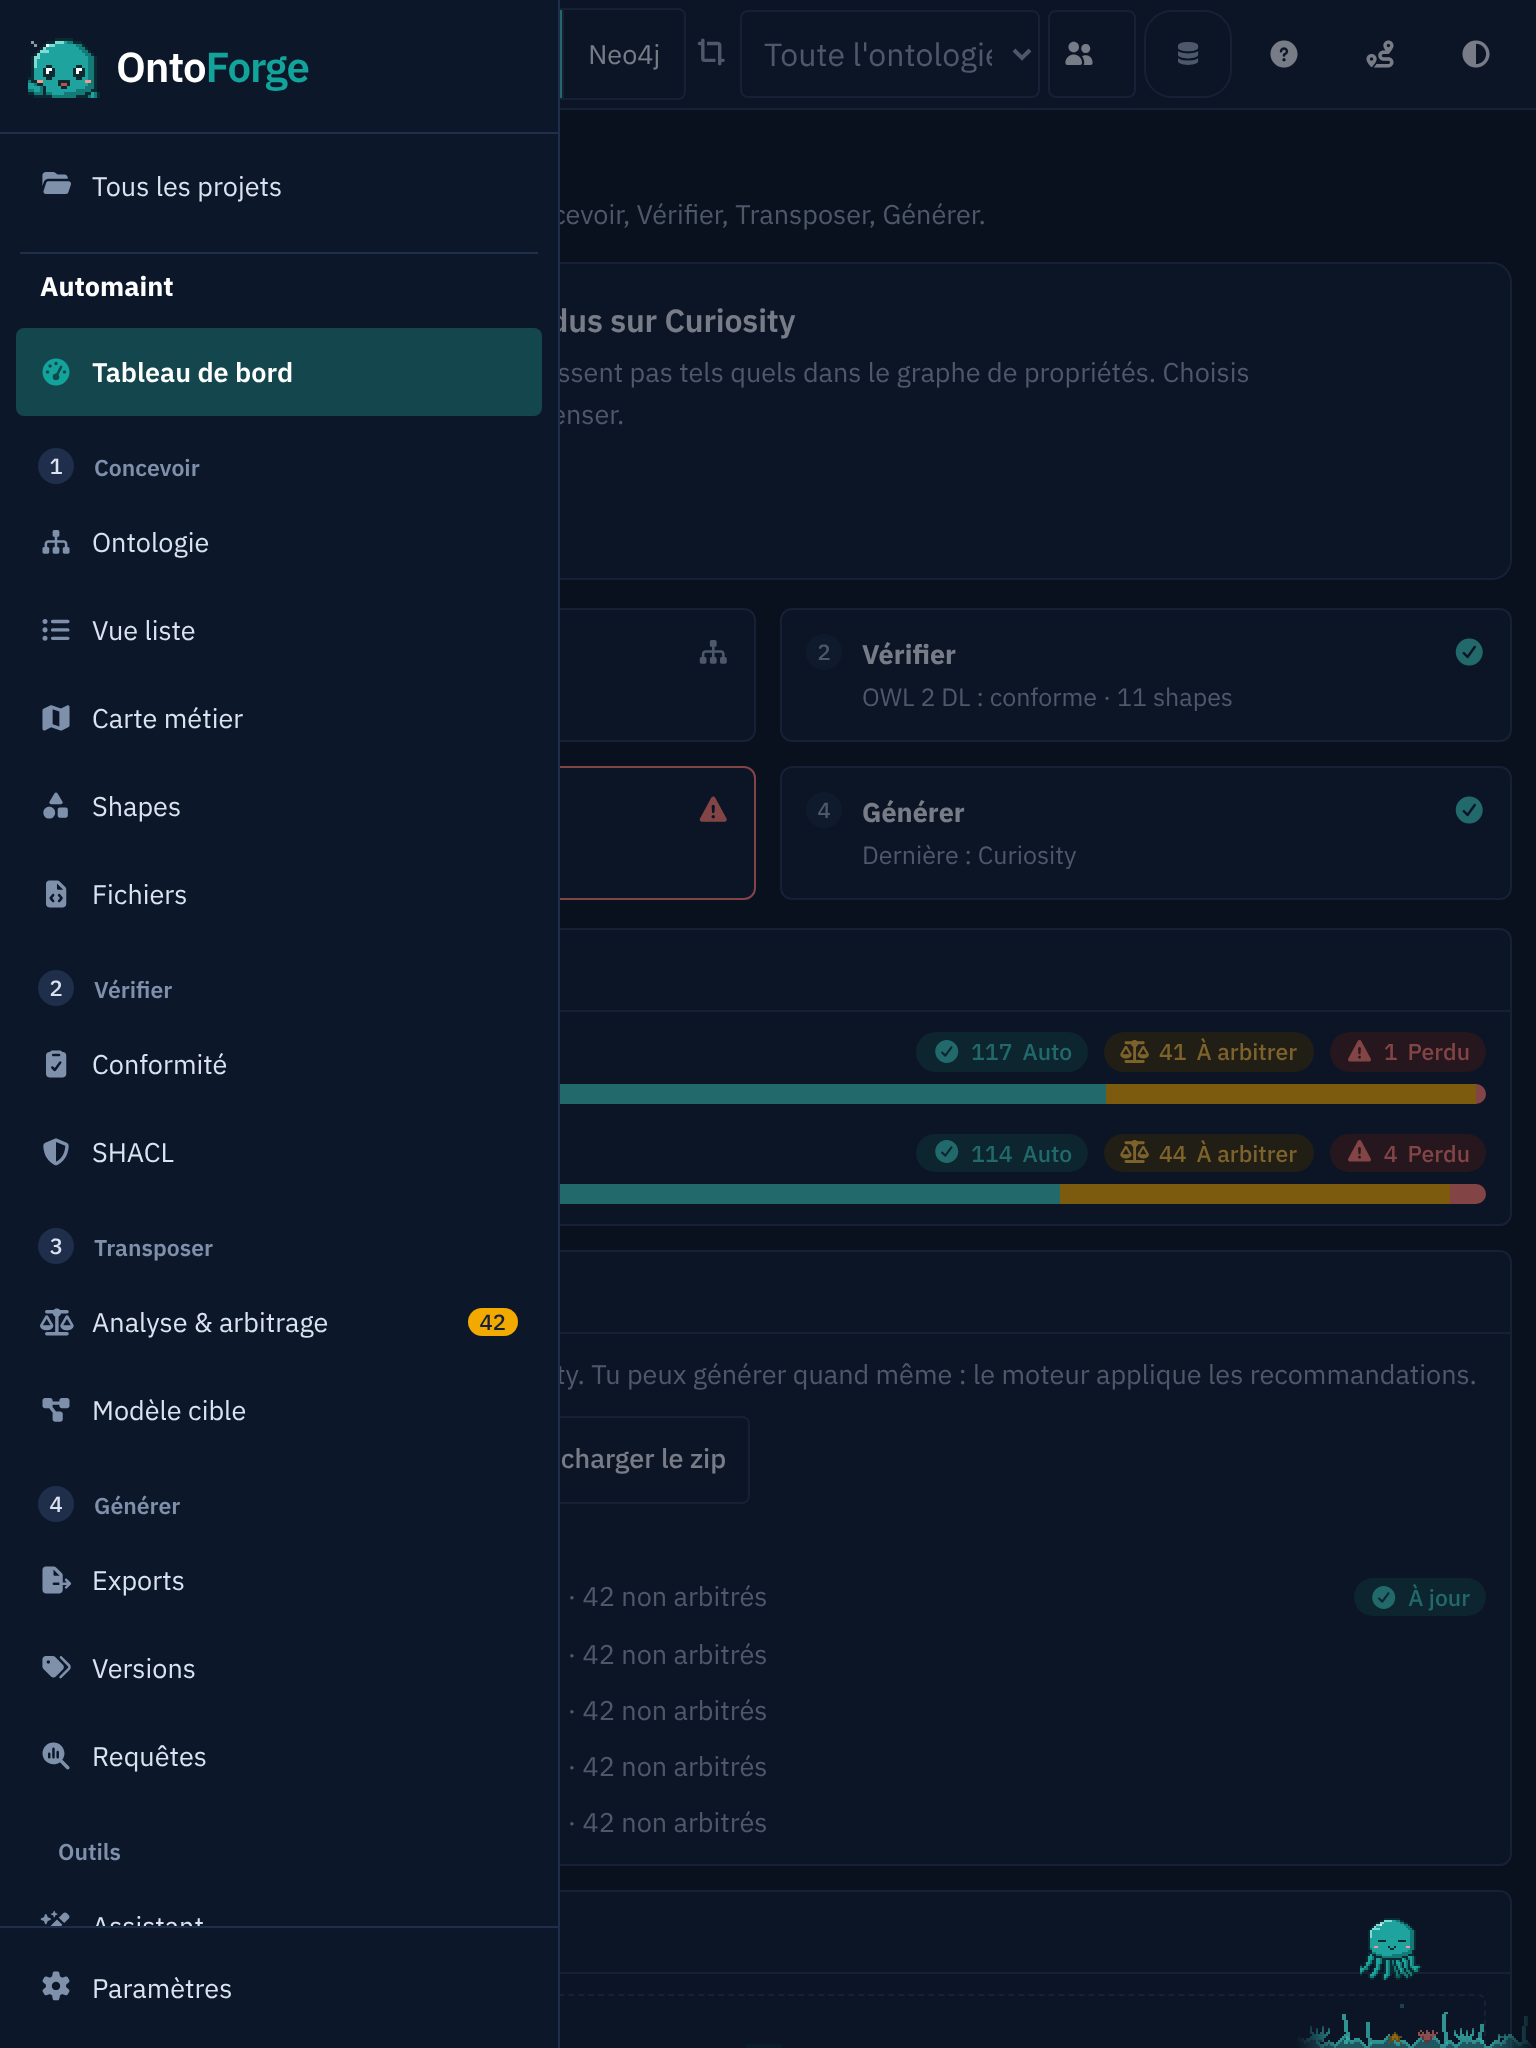 OntoForge
Tous les projets
Automaint
Tableau de bord
1 Concevoir
Ontologie
Vue liste
Carte métier
Shapes
Fichiers
2 Vérifier
Conformité
SHACL
3 Transposer
Analyse & arbitrage 42
Modèle cible
4 Générer
Exports
Versions
Requêtes
Outils
Assistant
Paramètres
Neo4j
Toute l'ontologie
cevoir, Vérifier, Transposer, Générer.
dus sur Curiosity
ssent pas tels quels dans le graphe de propriétés. Choisis
enser.
2 Vérifier
OWL 2 DL : conforme · 11 shapes
4 Générer
Dernière : Curiosity
117 Auto 41 À arbitrer 1 Perdu
114 Auto 44 À arbitrer 4 Perdu
ty. Tu peux générer quand même : le moteur applique les recommandations.
charger le zip
· 42 non arbitrés À jour
· 42 non arbitrés
· 42 non arbitrés
· 42 non arbitrés
· 42 non arbitrés